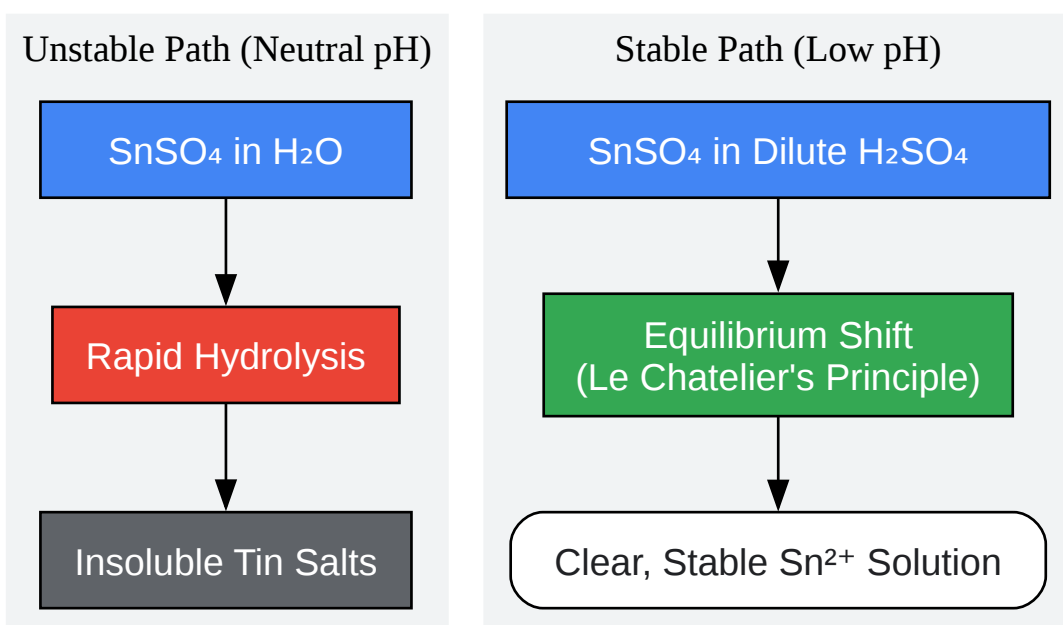 Unstable Path (Neutral pH)
SnSO₄ in H₂O
Rapid Hydrolysis
Insoluble Tin Salts
Stable Path (Low pH)
SnSO₄ in Dilute H₂SO₄
Equilibrium Shift
(Le Chatelier's Principle)
Clear, Stable Sn²⁺ Solution